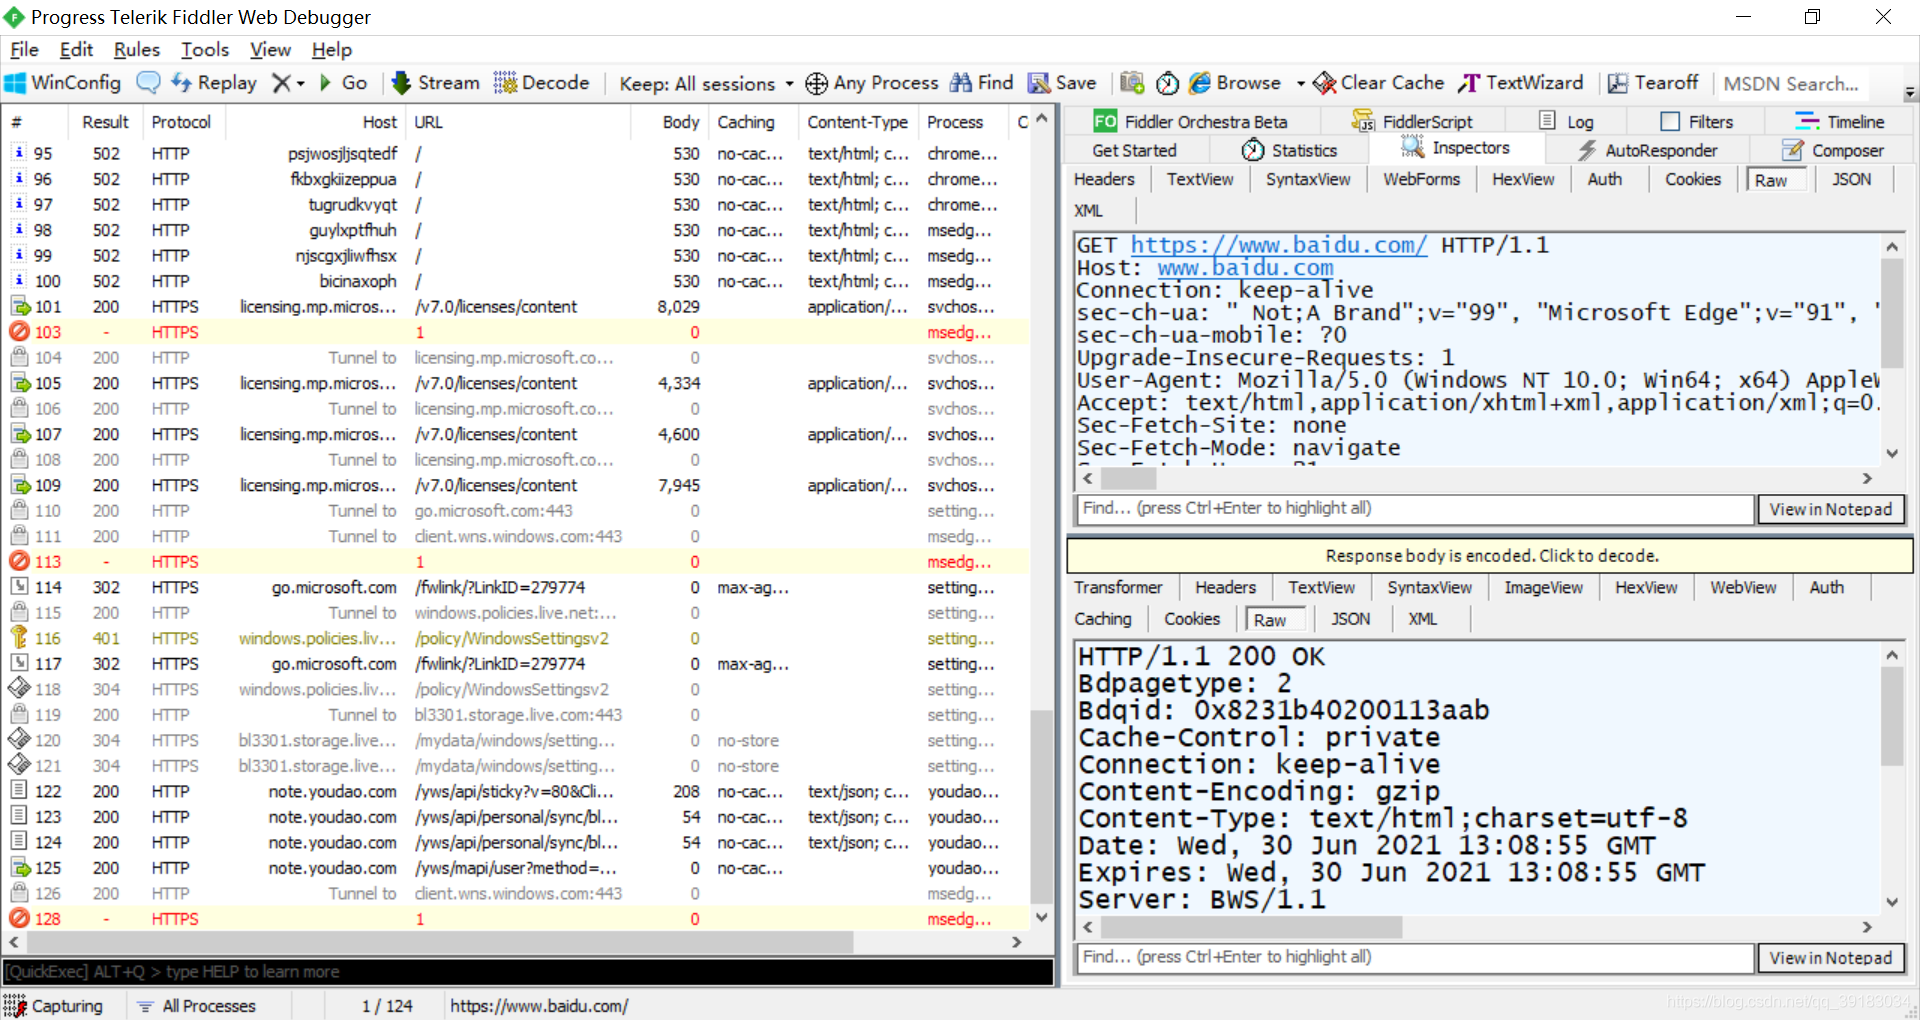 Progress Telerik Fiddler Web Debugger
File Edit Rules Tools View Help
WinConfig Replay Go Stream Decode Keep: All sessions Any Process Find Save Browse Clear Cache TextWizard Tearoff MSDN Search...
# Result Protocol Host URL Body Caching Content-Type Process C
95 502 HTTP psjwosjljsqtedf / 530 no-cac... text/html; c... chrome...
96 502 HTTP fkbxgkiizeppua / 530 no-cac... text/html; c... chrome...
97 502 HTTP tugrudkvyqt / 530 no-cac... text/html; c... chrome...
98 502 HTTP guylxptfhuh / 530 no-cac... text/html; c... msedg...
99 502 HTTP njscgxjliwfhsx / 530 no-cac... text/html; c... msedg...
100 502 HTTP bicinaxoph / 530 no-cac... text/html; c... msedg...
101 200 HTTPS licensing.mp.micros... /v7.0/licenses/content 8,029 application/... svchos...
103 - HTTPS 1 0 msedg...
104 200 HTTP Tunnel to licensing.mp.microsoft.co... 0 svchos...
105 200 HTTPS licensing.mp.micros... /v7.0/licenses/content 4,334 application/... svchos...
106 200 HTTP Tunnel to licensing.mp.microsoft.co... 0 svchos...
107 200 HTTPS licensing.mp.micros... /v7.0/licenses/content 4,600 application/... svchos...
108 200 HTTP Tunnel to licensing.mp.microsoft.co... 0 svchos...
109 200 HTTPS licensing.mp.micros... /v7.0/licenses/content 7,945 application/... svchos...
110 200 HTTP Tunnel to go.microsoft.com:443 0 setting...
111 200 HTTP Tunnel to client.wns.windows.com:443 0 msedg...
113 - HTTPS 1 0 msedg...
114 302 HTTPS go.microsoft.com /fwlink/?LinkID=279774 0 max-ag... setting...
115 200 HTTP Tunnel to windows.policies.live.net:... 0 setting...
116 401 HTTPS windows.policies.liv... /policy/WindowsSettingsv2 0 setting...
117 302 HTTPS go.microsoft.com /fwlink/?LinkID=279774 0 max-ag... setting...
118 304 HTTPS windows.policies.liv... /policy/WindowsSettingsv2 0 setting...
119 200 HTTP Tunnel to bl3301.storage.live.com:443 0 setting...
120 304 HTTPS bl3301.storage.live... /mydata/windows/setting... 0 no-store setting...
121 304 HTTPS bl3301.storage.live... /mydata/windows/setting... 0 no-store setting...
122 200 HTTP note.youdao.com /yws/api/sticky?v=80&Cli... 208 no-cac... text/json; c... youdao...
123 200 HTTP note.youdao.com /yws/api/personal/sync/bl... 54 no-cac... text/json; c... youdao...
124 200 HTTP note.youdao.com /yws/api/personal/sync/bl... 54 no-cac... text/json; c... youdao...
125 200 HTTP note.youdao.com /yws/mapi/user?method=... 0 no-cac... youdao...
126 200 HTTP Tunnel to client.wns.windows.com:443 0 msedg...
128 - HTTPS 1 0 msedg...
[QuickExec] ALT+Q > type HELP to learn more
Capturing All Processes 1 / 124 https://www.baidu.com/
FO Fiddler Orchestra Beta FiddlerScript Log Filters Timeline
Get Started Statistics Inspectors AutoResponder Composer
Headers TextView SyntaxView WebForms HexView Auth Cookies Raw JSON
XML
GET https://www.baidu.com/ HTTP/1.1
Host: www.baidu.com
Connection: keep-alive
sec-ch-ua: " Not;A Brand";v="99", "Microsoft Edge";v="91", "
sec-ch-ua-mobile: ?0
Upgrade-Insecure-Requests: 1
User-Agent: Mozilla/5.0 (Windows NT 10.0; Win64; x64) AppleW
Accept: text/html,application/xhtml+xml,application/xml;q=0.
Sec-Fetch-Site: none
Sec-Fetch-Mode: navigate
Find... (press Ctrl+Enter to highlight all) View in Notepad
Response body is encoded. Click to decode.
Transformer Headers TextView SyntaxView ImageView HexView WebView Auth
Caching Cookies Raw JSON XML
HTTP/1.1 200 OK
Bdpagetype: 2
Bdqid: 0x8231b40200113aab
Cache-Control: private
Connection: keep-alive
Content-Encoding: gzip
Content-Type: text/html;charset=utf-8
Date: Wed, 30 Jun 2021 13:08:55 GMT
Expires: Wed, 30 Jun 2021 13:08:55 GMT
Server: BWS/1.1
Find... (press Ctrl+Enter to highlight all) View in Notepad
https://blog.csdn.net/qq_39183034